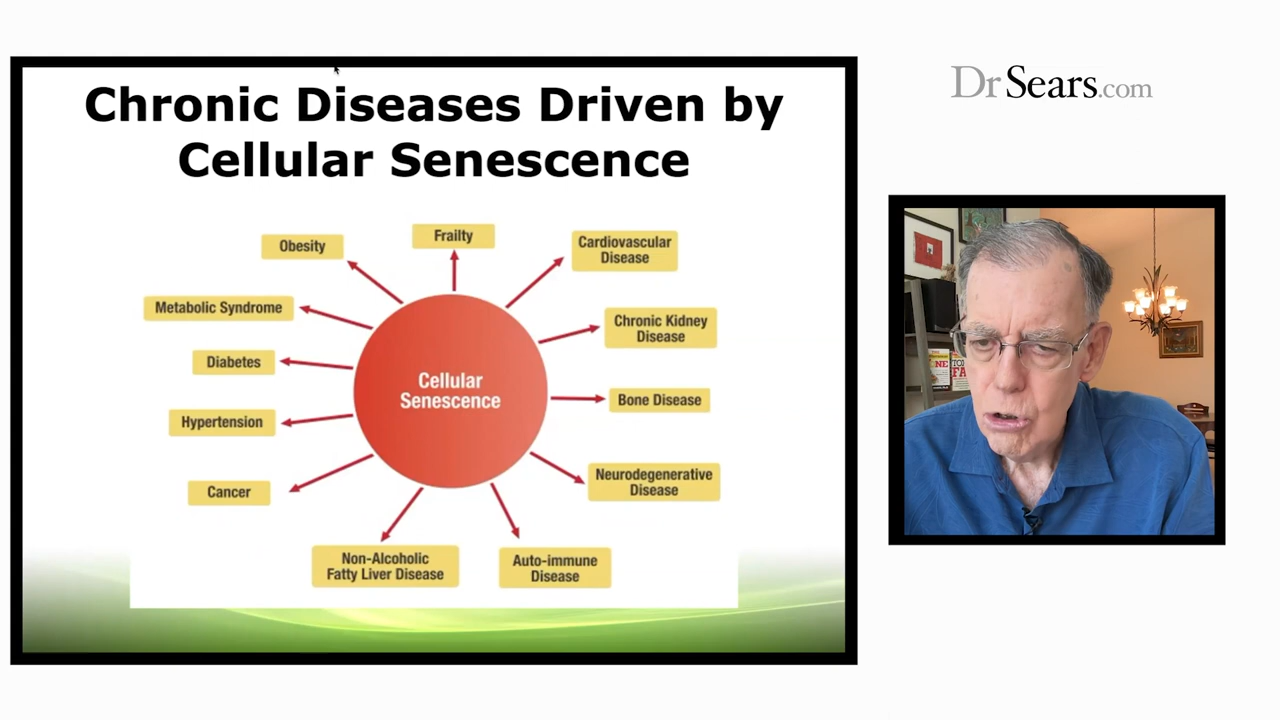 Chronic Diseases Driven by
Cellular Senescence
DrSears.com
Frailty
Obesity
Cardiovascular
Disease
Metabolic Syndrome
Chronic Kidney
Disease
Diabetes
Cellular
Senescence
Bone Disease
Hypertension
Neurodegenerative
Disease
Cancer
Non-Alcoholic
Fatty Liver Disease
Auto-immune
Disease